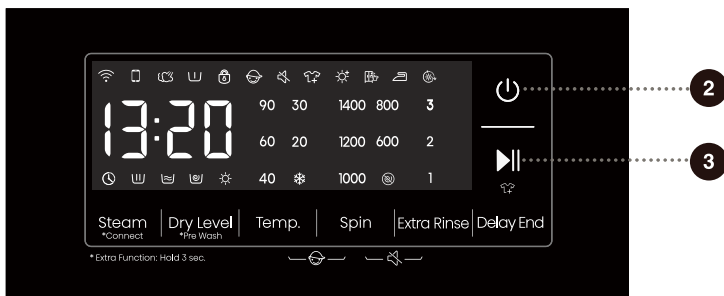 13:20
90 30 1400 800 3
60 20 1200 600 2
40 1000 1
Steam Dry Level Temp. Spin Extra Rinse Delay End
*Connect *Pre Wash
* Extra Function: Hold 3 sec.
2
3